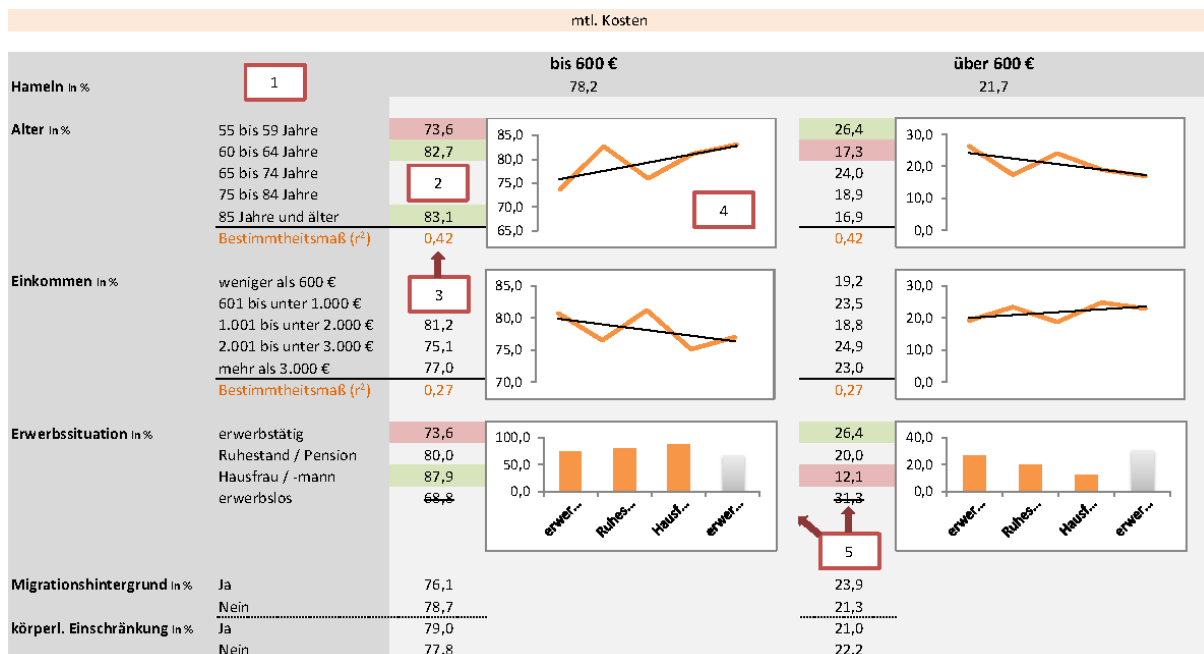 mtl. Kosten
bis 600 € über 600 €
Hameln In % 1 78,2 21,7
Alter In % 55 bis 59 Jahre 73,6 26,4
60 bis 64 Jahre 82,7 17,3
65 bis 74 Jahre 24,0
75 bis 84 Jahre 18,9
85 Jahre und älter 83,1 16,9
Bestimmtheitsmaß (r²) 0,42 0,42
2
85,0
80,0
75,0
70,0
65,0
4
30,0
20,0
10,0
0,0
3
Einkommen In % weniger als 600 € 19,2
601 bis unter 1.000 € 23,5
1.001 bis unter 2.000 € 81,2 18,8
2.001 bis unter 3.000 € 75,1 24,9
mehr als 3.000 € 77,0 23,0
Bestimmtheitsmaß (r²) 0,27 0,27
85,0
80,0
75,0
70,0
30,0
20,0
10,0
0,0
Erwerbssituation In % erwerbstätig 73,6 26,4
Ruhestand / Pension 80,0 20,0
Hausfrau / -mann 87,9 12,1
erwerbslos 68,8 31,3
100,0
50,0
0,0
erwer... Ruhes... Hausf... erwer...
40,0
20,0
0,0
erwer... Ruhes... Hausf... erwer...
5
Migrationshintergrund In % Ja 76,1 23,9
Nein 78,7 21,3
körperl. Einschränkung In % Ja 79,0 21,0
Nein 77,8 22,2